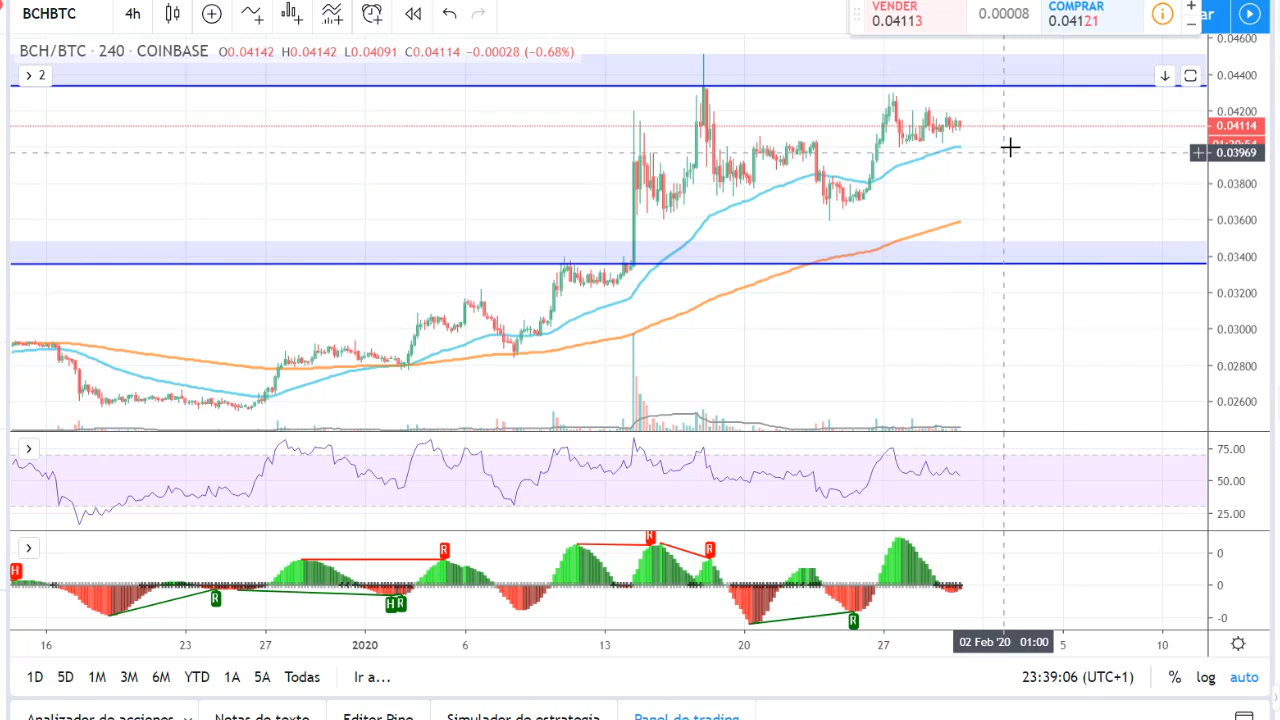 BCHBTC 4h VENDER 0.04113 0.00008 COMPRAR 0.04121
BCH/BTC · 240 · COINBASE O0.04142 H0.04142 L0.04091 C0.04114 −0.00028 (−0.68%)
2
0.04600
0.04400
0.04200
0.04114
0.03969
0.03800
0.03600
0.03400
0.03200
0.03000
0.02800
0.02600
75.00
50.00
25.00
R R R
H
0
0
R H R R
-0
16 23 27 2020 6 13 20 27 02 Feb '20 01:00 5 10
1D 5D 1M 3M 6M YTD 1A 5A Todas Ir a... 23:39:06 (UTC+1) % log auto
Analizador de acciones Notas de texto Editor Pine Simulador de estrategia Panel de trading